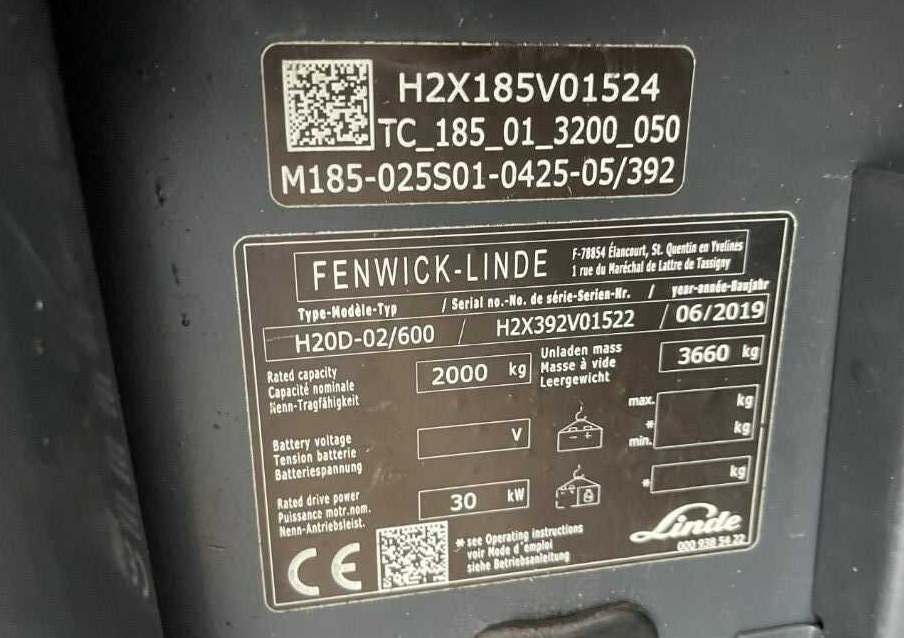 H2X185V01524
TC_185_01_3200_050
M185-025S01-0425-05/392
FENWICK-LINDE
F-78854 Élancourt, St. Quentin en Yvelines
1 rue du Maréchal de Lattre de Tassigny
Type-Modèle-Typ / Serial no.-No. de série-Serien-Nr. / year-année-Baujahr
H20D-02/600 / H2X392V01522 / 06/2019
Rated capacity
Capacité nominale
Nenn-Tragfähigkeit
2000 kg
Unladen mass
Masse à vide
Leergewicht
3660 kg
Battery voltage
Tension batterie
Batteriespannung
V
- +
max. kg
*
min. kg
Rated drive power
Puissance motr.nom.
Nenn-Antriebsleist.
30 kW
* kg
CE
* see Operating instructions
voir Mode d'emploi
siehe Betriebsanleitung
Linde
000 938 54 22